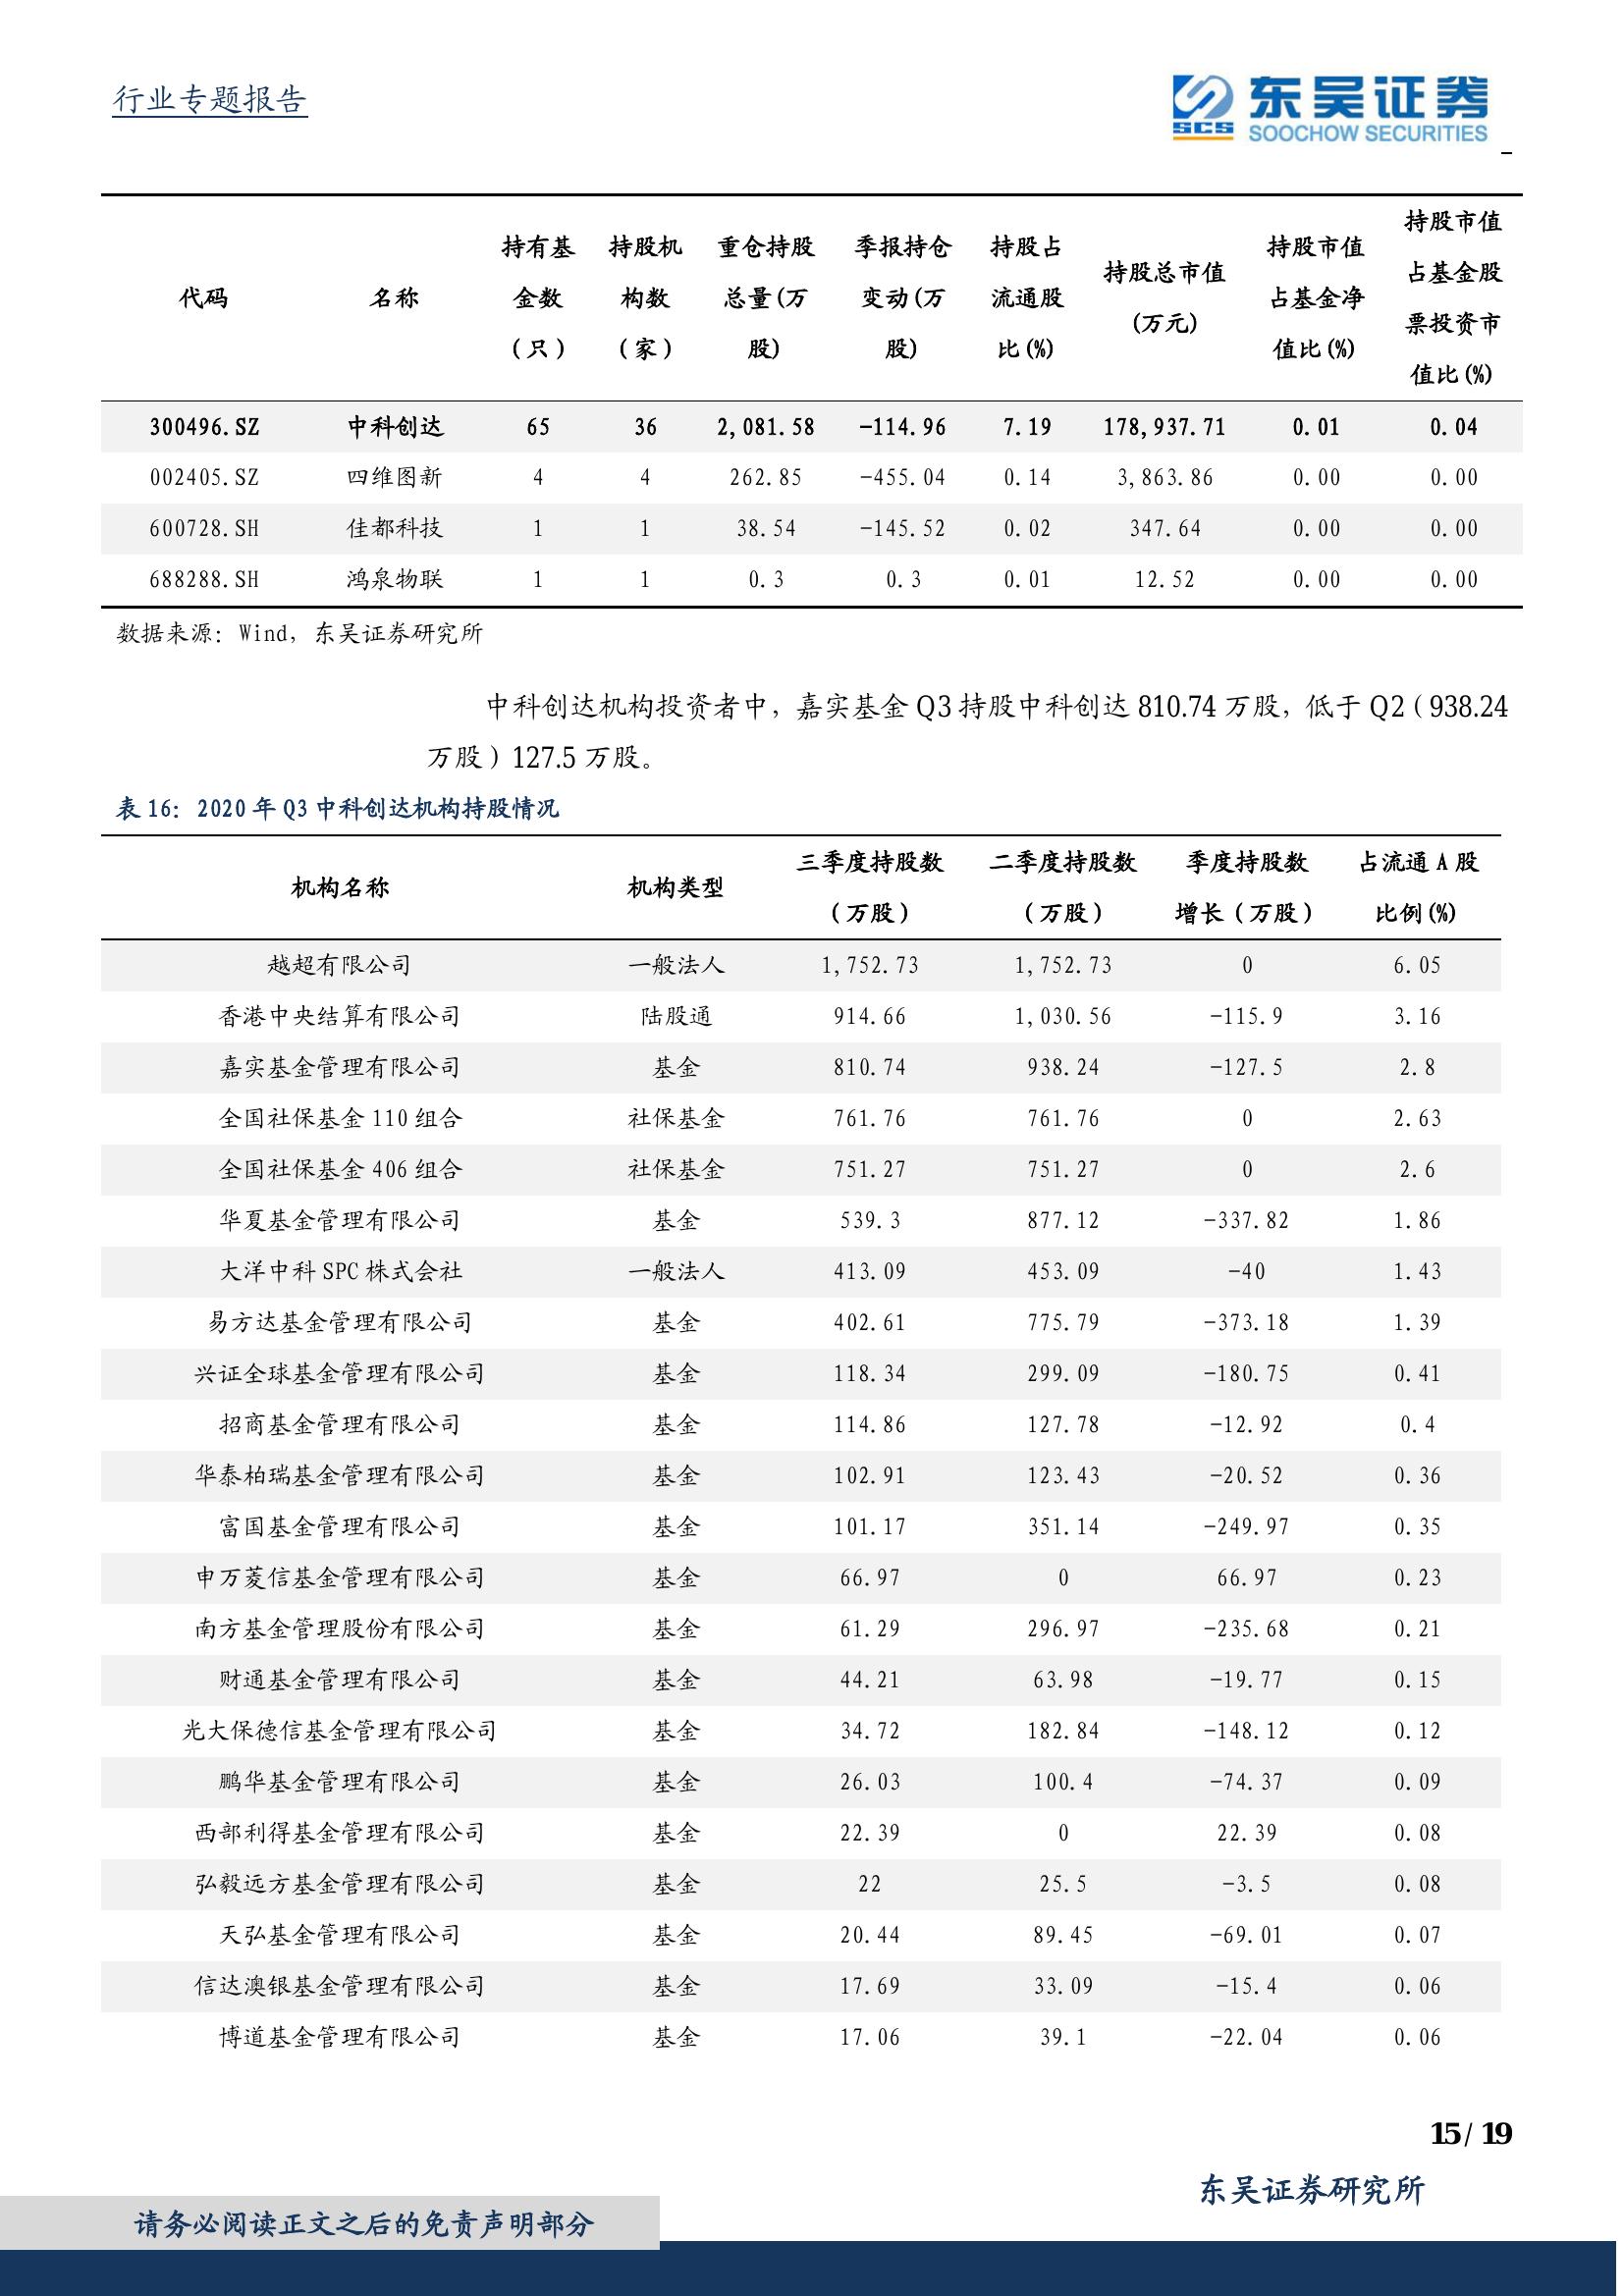 行业专题报告
东吴证券
SCS SOOCHOW SECURITIES
代码 名称 持有基金数（只） 持股机构数（家） 重仓持股总量(万股) 季报持仓变动(万股) 持股占流通股比(%) 持股总市值(万元) 持股市值占基金净值比(%) 持股市值占基金股票投资市值比(%)
300496.SZ 中科创达 65 36 2,081.58 -114.96 7.19 178,937.71 0.01 0.04
002405.SZ 四维图新 4 4 262.85 -455.04 0.14 3,863.86 0.00 0.00
600728.SH 佳都科技 1 1 38.54 -145.52 0.02 347.64 0.00 0.00
688288.SH 鸿泉物联 1 1 0.3 0.3 0.01 12.52 0.00 0.00
数据来源：Wind，东吴证券研究所
中科创达机构投资者中，嘉实基金 Q3 持股中科创达 810.74 万股，低于 Q2（938.24
万股）127.5 万股。
表 16：2020 年 Q3 中科创达机构持股情况
机构名称 机构类型 三季度持股数（万股） 二季度持股数（万股） 季度持股数增长（万股） 占流通 A 股比例(%)
越超有限公司 一般法人 1,752.73 1,752.73 0 6.05
香港中央结算有限公司 陆股通 914.66 1,030.56 -115.9 3.16
嘉实基金管理有限公司 基金 810.74 938.24 -127.5 2.8
全国社保基金 110 组合 社保基金 761.76 761.76 0 2.63
全国社保基金 406 组合 社保基金 751.27 751.27 0 2.6
华夏基金管理有限公司 基金 539.3 877.12 -337.82 1.86
大洋中科 SPC 株式会社 一般法人 413.09 453.09 -40 1.43
易方达基金管理有限公司 基金 402.61 775.79 -373.18 1.39
兴证全球基金管理有限公司 基金 118.34 299.09 -180.75 0.41
招商基金管理有限公司 基金 114.86 127.78 -12.92 0.4
华泰柏瑞基金管理有限公司 基金 102.91 123.43 -20.52 0.36
富国基金管理有限公司 基金 101.17 351.14 -249.97 0.35
申万菱信基金管理有限公司 基金 66.97 0 66.97 0.23
南方基金管理股份有限公司 基金 61.29 296.97 -235.68 0.21
财通基金管理有限公司 基金 44.21 63.98 -19.77 0.15
光大保德信基金管理有限公司 基金 34.72 182.84 -148.12 0.12
鹏华基金管理有限公司 基金 26.03 100.4 -74.37 0.09
西部利得基金管理有限公司 基金 22.39 0 22.39 0.08
弘毅远方基金管理有限公司 基金 22 25.5 -3.5 0.08
天弘基金管理有限公司 基金 20.44 89.45 -69.01 0.07
信达澳银基金管理有限公司 基金 17.69 33.09 -15.4 0.06
博道基金管理有限公司 基金 17.06 39.1 -22.04 0.06
15 / 19
东吴证券研究所
请务必阅读正文之后的免责声明部分